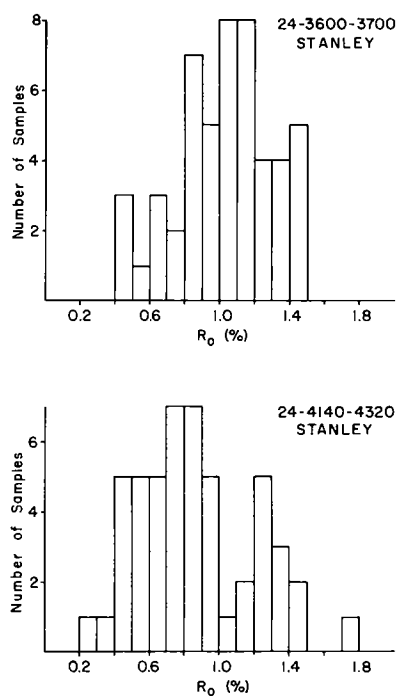 24-3600-3700
STANLEY
8
6
4
2
Number of Samples
0.2 0.6 1.0 1.4 1.8
Ro (%)
24-4140-4320
STANLEY
6
4
2
Number of Samples
0.2 0.6 1.0 1.4 1.8
Ro (%)